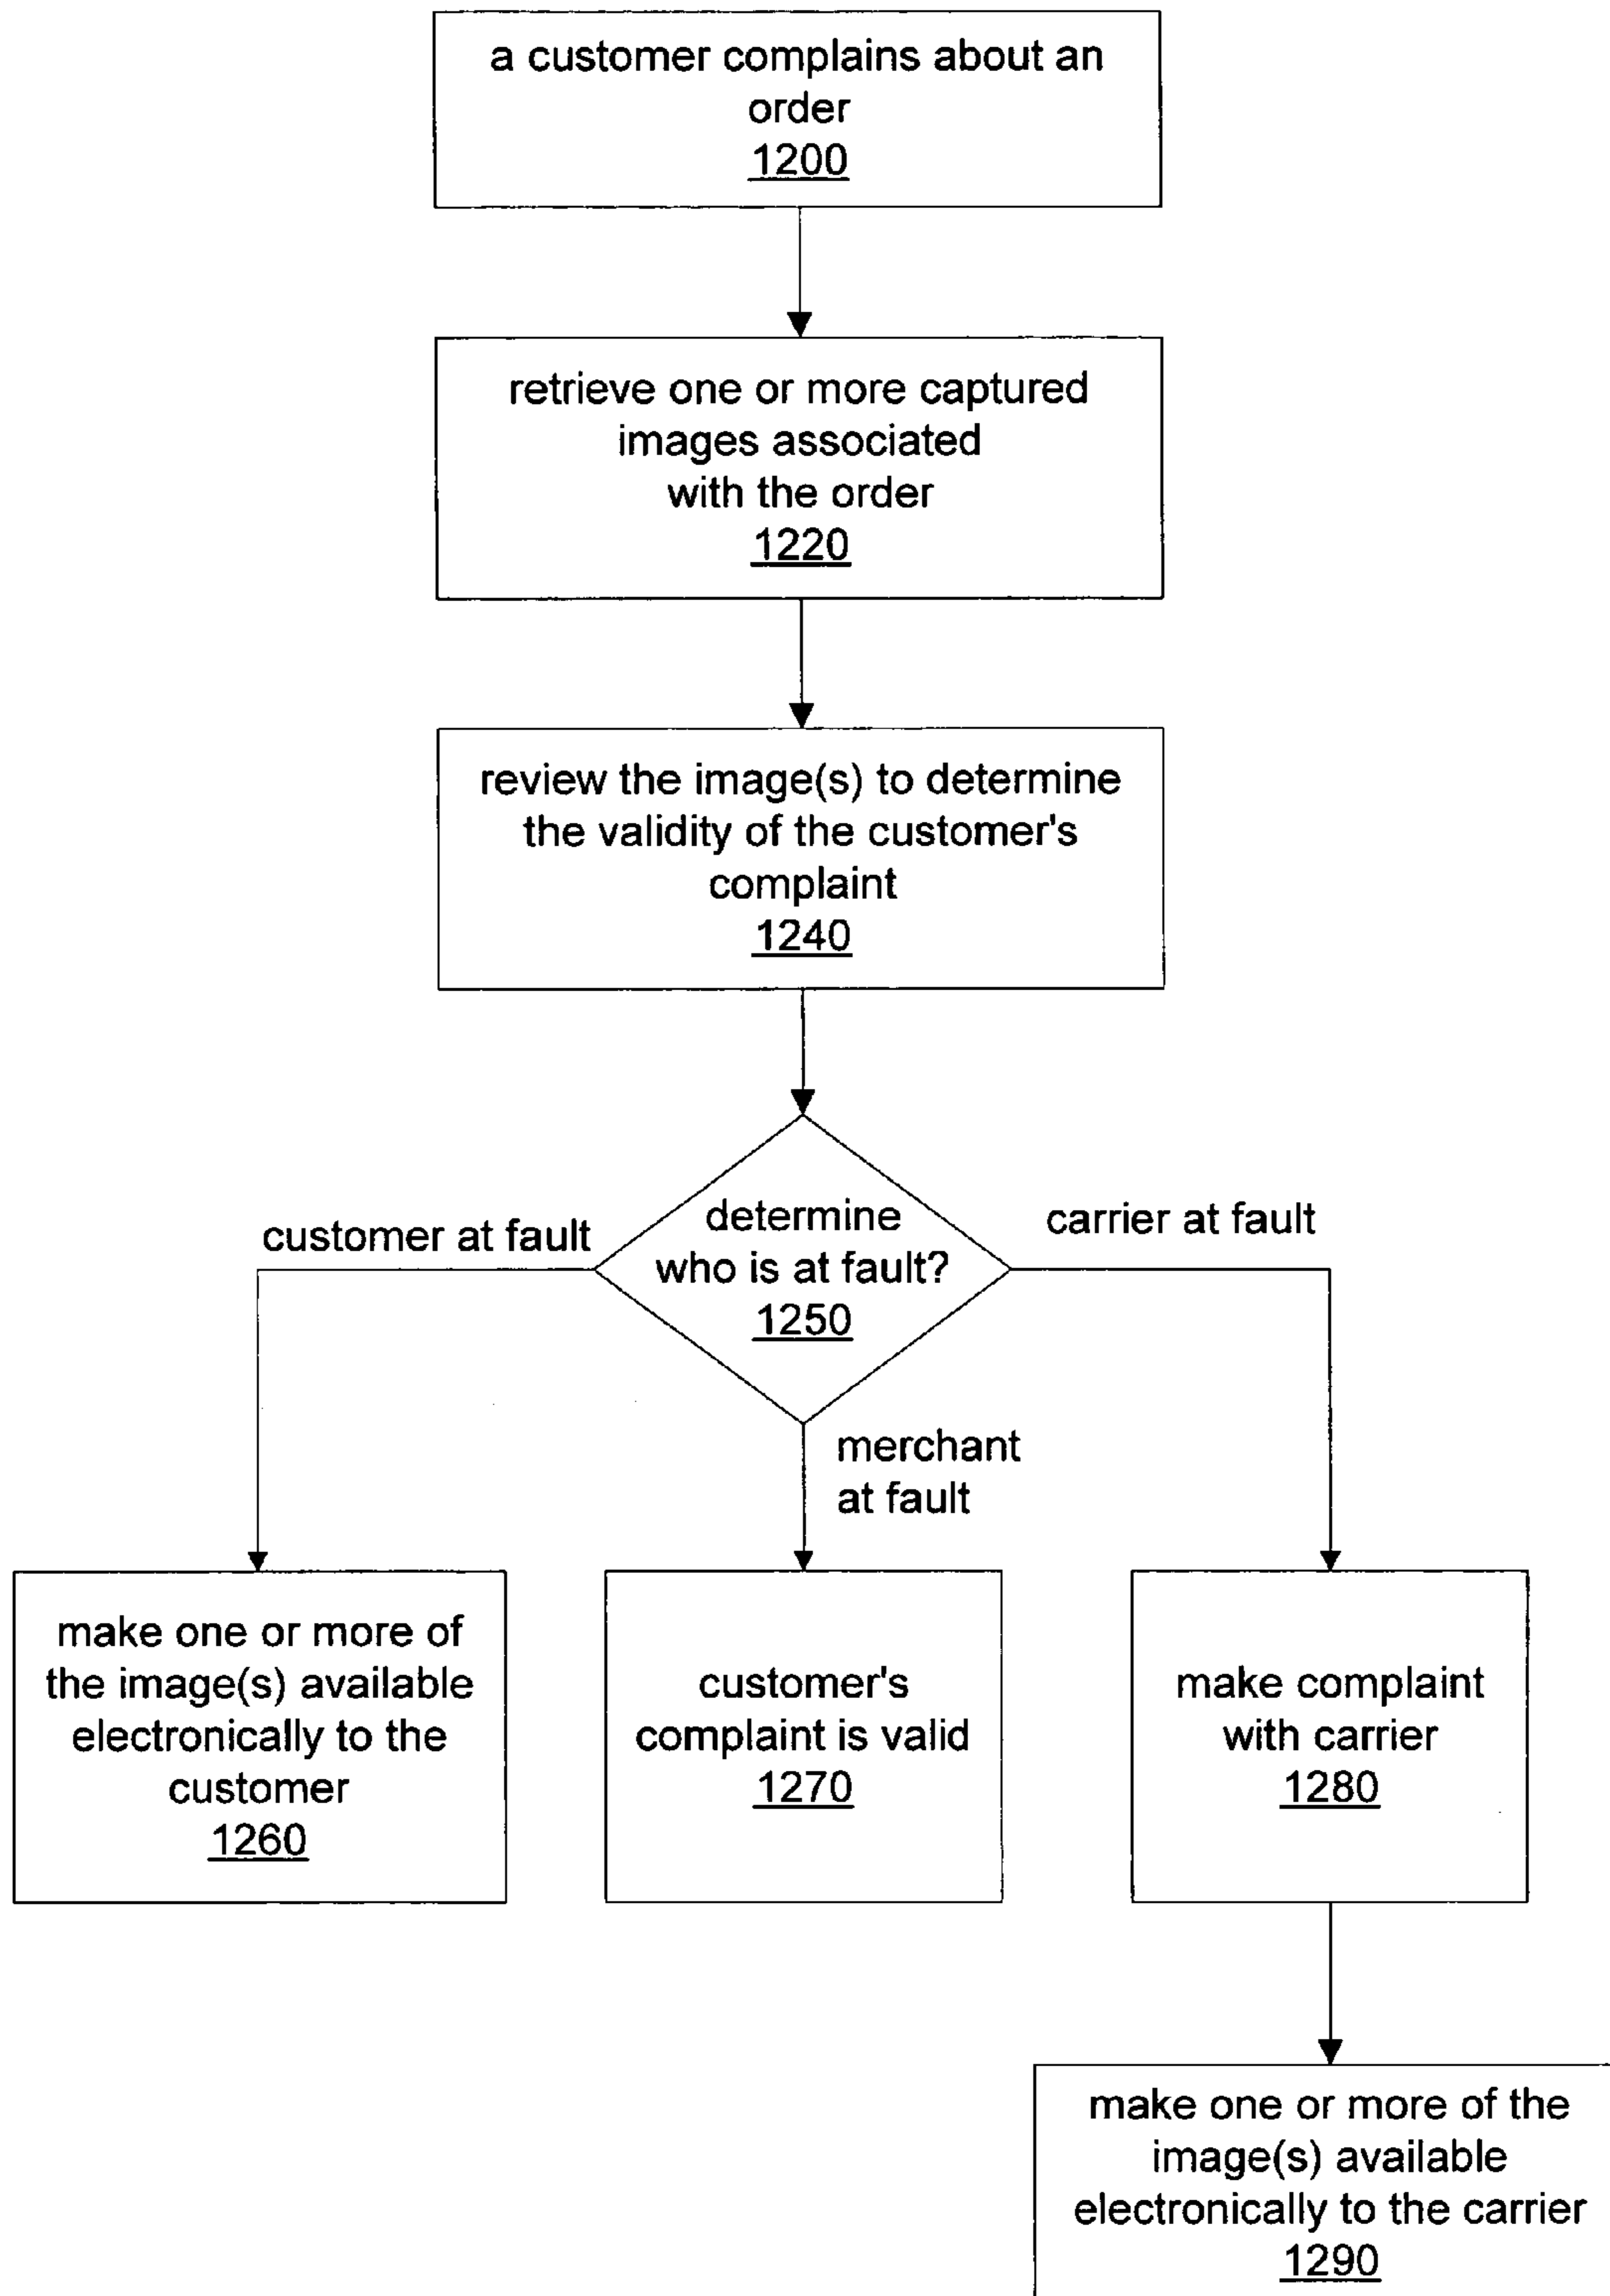 a customer complains about an
order
1200
retrieve one or more captured
images associated
with the order
1220
review the image(s) to determine
the validity of the customer's
complaint
1240
determine
who is at fault?
1250
customer at fault
carrier at fault
merchant
at fault
make one or more of
the image(s) available
electronically to the
customer
1260
customer's
complaint is valid
1270
make complaint
with carrier
1280
make one or more of the
image(s) available
electronically to the carrier
1290